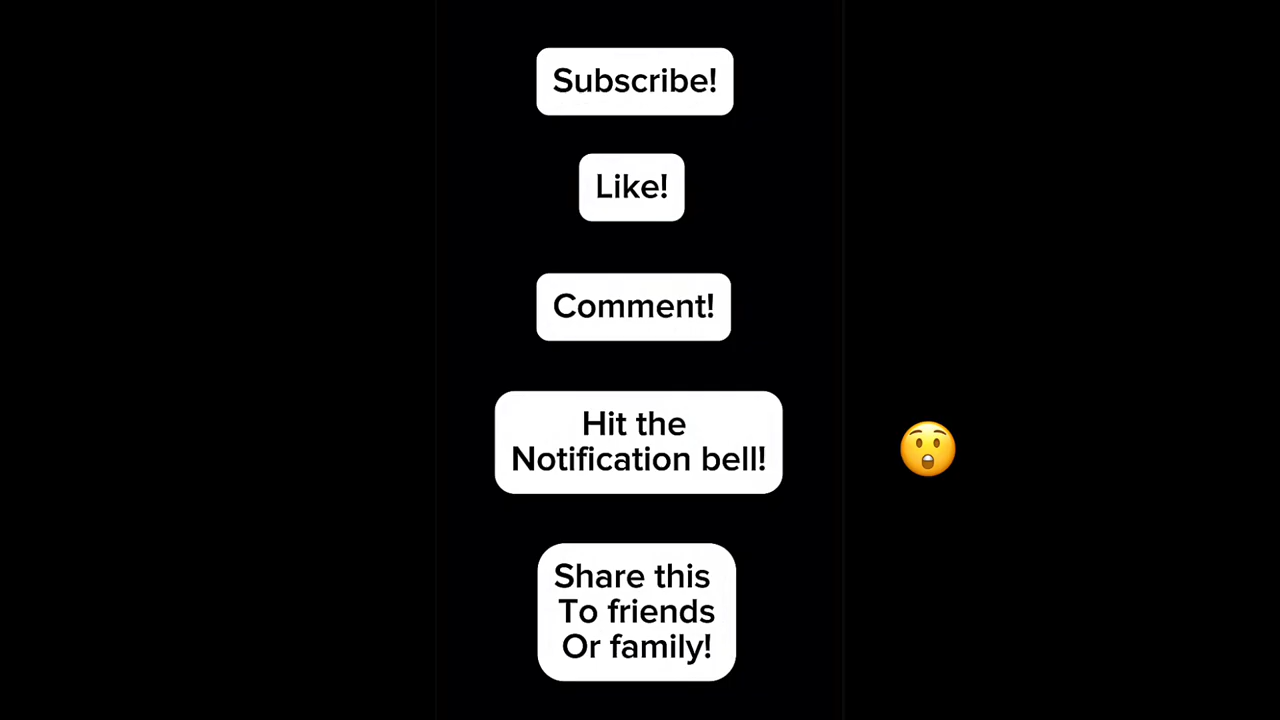 Subscribe!
Like!
Comment!
Hit the
Notification bell!
Share this
To friends
Or family!